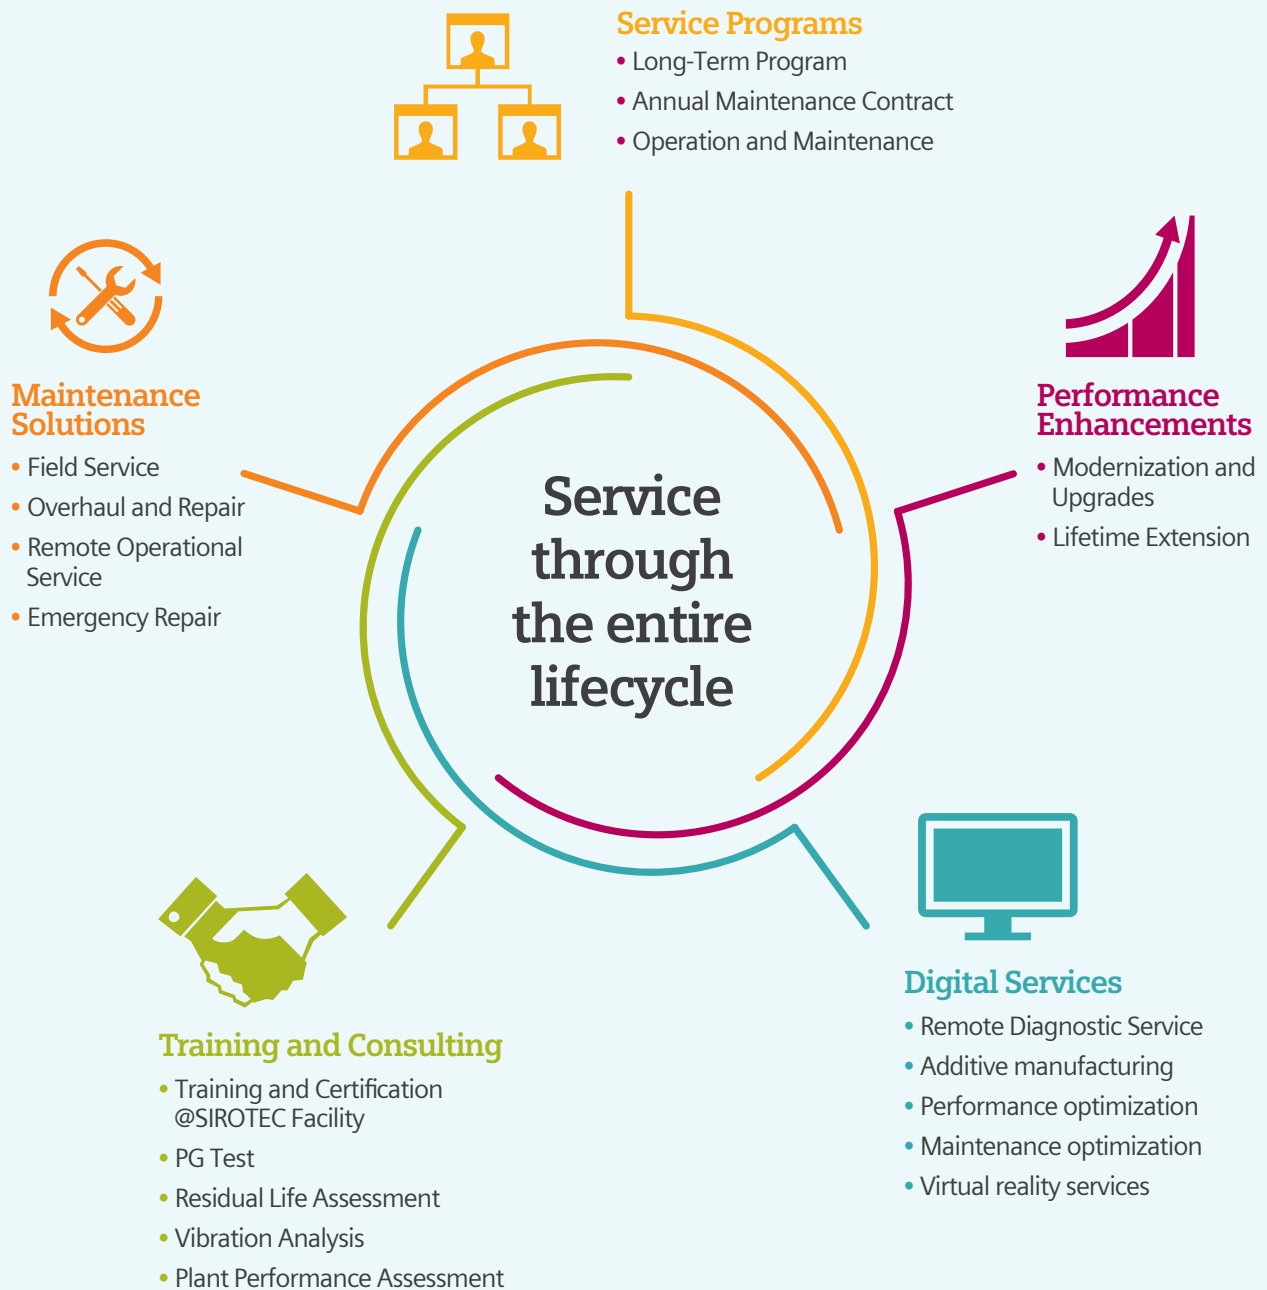 Service Programs
• Long-Term Program
• Annual Maintenance Contract
• Operation and Maintenance
Maintenance
Solutions
• Field Service
• Overhaul and Repair
• Remote Operational
Service
• Emergency Repair
Performance
Enhancements
• Modernization and
Upgrades
• Lifetime Extension
Service
through
the entire
lifecycle
Training and Consulting
• Training and Certification
@SIROTEC Facility
• PG Test
• Residual Life Assessment
• Vibration Analysis
• Plant Performance Assessment
Digital Services
• Remote Diagnostic Service
• Additive manufacturing
• Performance optimization
• Maintenance optimization
• Virtual reality services